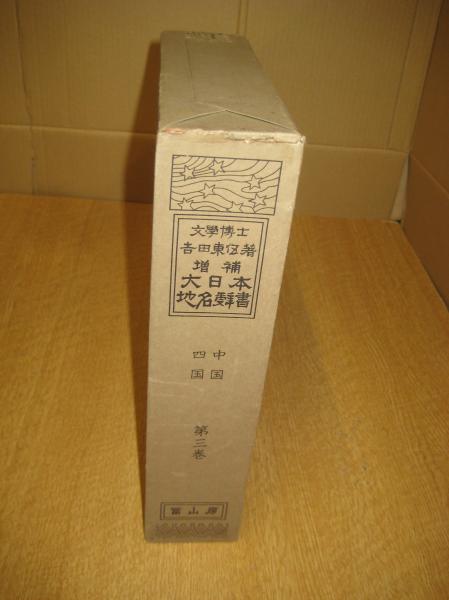 文學博士
吉田東伍著
增補
大日本
地名辭書
中国
四国
第三巻
冨山房